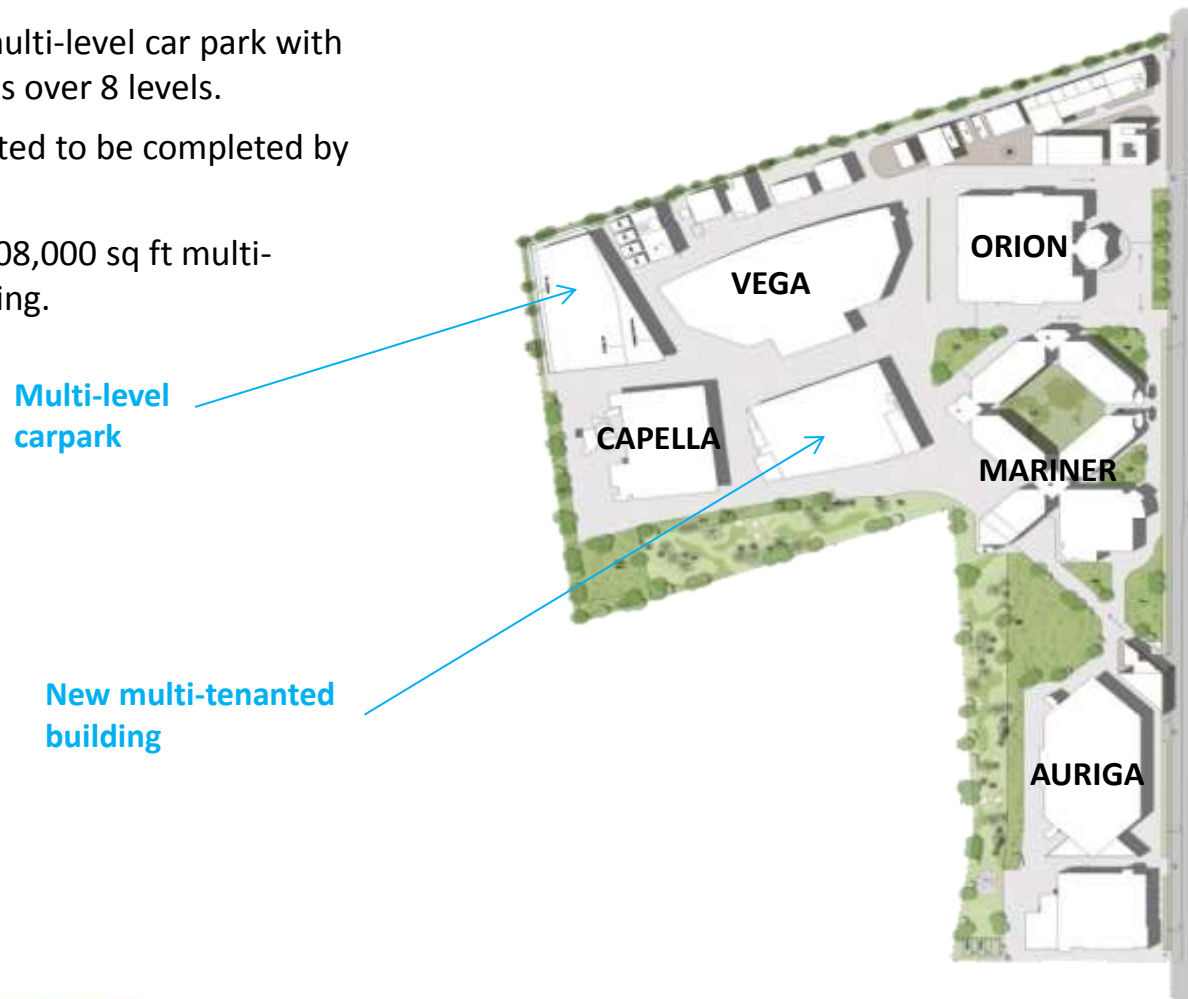 multi-level car park with
s over 8 levels.
ted to be completed by
08,000 sq ft multi-
ing.
ORION
VEGA
Multi-level
carpark
CAPELLA
MARINER
New multi-tenanted
building
AURIGA